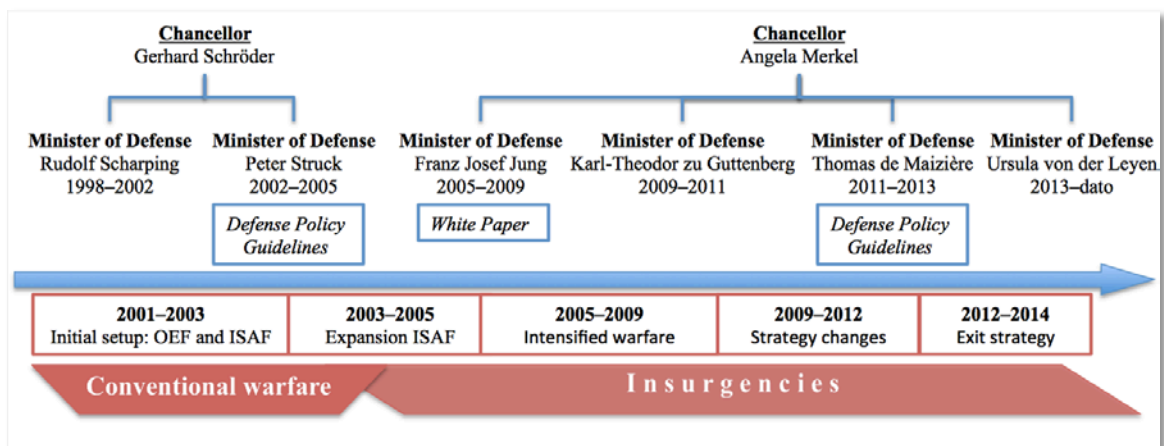 Chancellor
Gerhard Schröder
Chancellor
Angela Merkel
Minister of Defense
Rudolf Scharping
1998–2002
Minister of Defense
Peter Struck
2002–2005
Defense Policy
Guidelines
Minister of Defense
Franz Josef Jung
2005–2009
White Paper
Minister of Defense
Karl-Theodor zu Guttenberg
2009–2011
Minister of Defense
Thomas de Maizière
2011–2013
Defense Policy
Guidelines
Minister of Defense
Ursula von der Leyen
2013–dato
2001–2003
Initial setup: OEF and ISAF
2003–2005
Expansion ISAF
2005–2009
Intensified warfare
2009–2012
Strategy changes
2012–2014
Exit strategy
Conventional warfare
Insurgencies